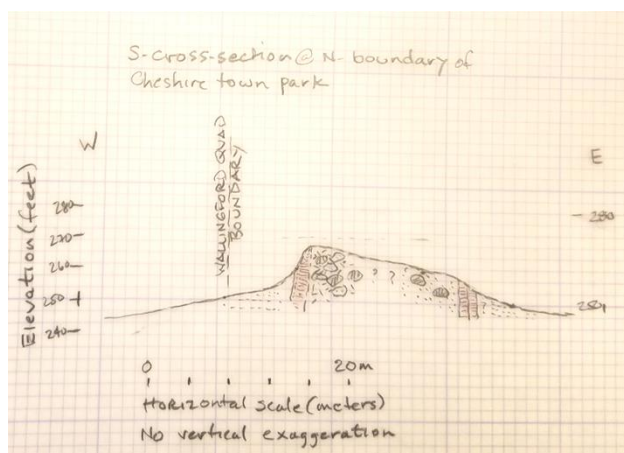 S-cross-section @ N-boundary of
Cheshire town park
W
E
WALLINGFORD QUAD
BOUNDARY
Elevation (feet)
280
270
260
250
240
280
? ?
0
20m
Horizontal scale (meters)
No vertical exaggeration